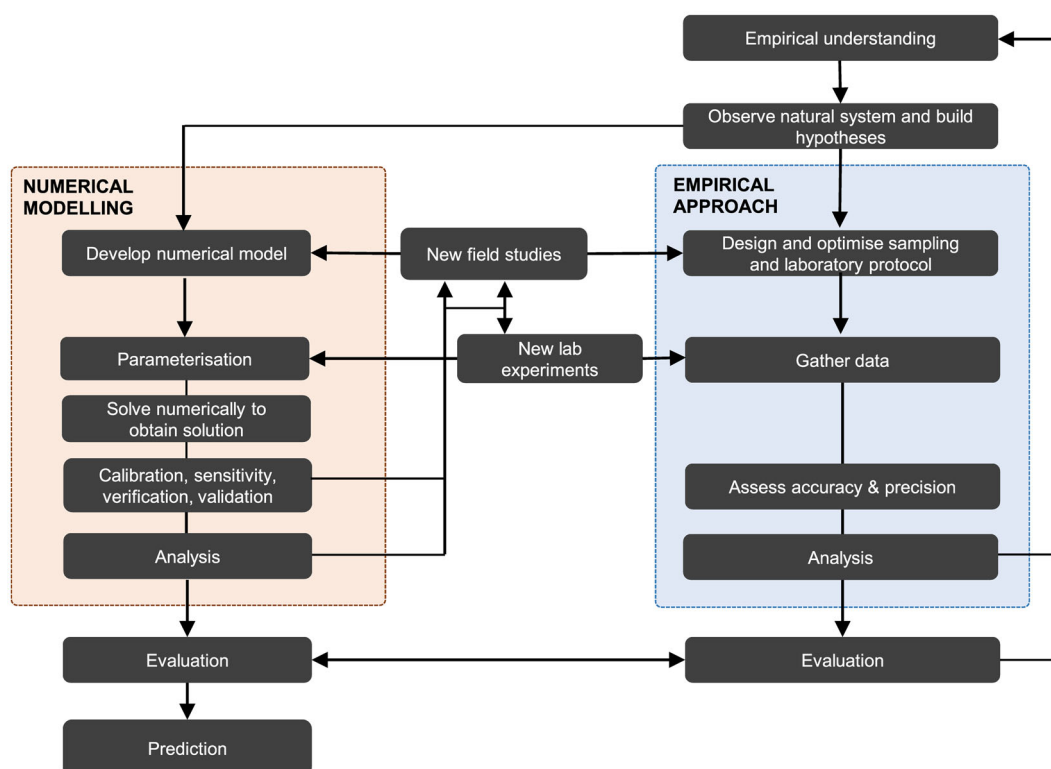 Empirical understanding
Observe natural system and build
hypotheses
NUMERICAL
MODELLING
EMPIRICAL
APPROACH
Develop numerical model
New field studies
Design and optimise sampling
and laboratory protocol
Parameterisation
New lab
experiments
Gather data
Solve numerically to
obtain solution
Calibration, sensitivity,
verification, validation
Assess accuracy & precision
Analysis
Analysis
Evaluation
Evaluation
Prediction